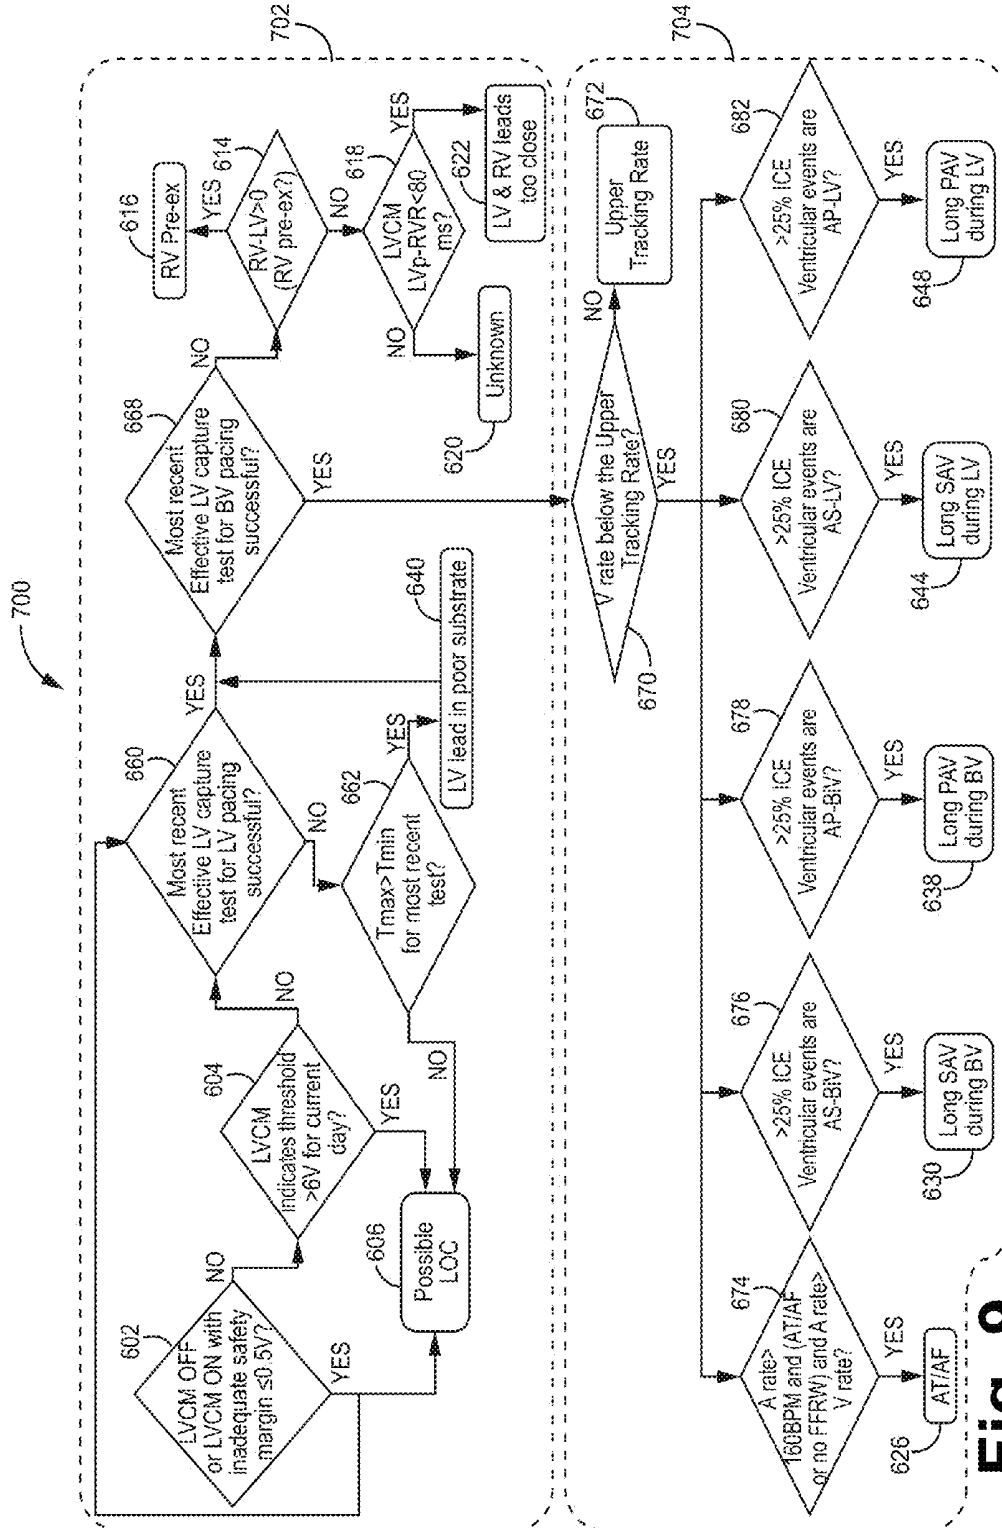 700
702
602
LVCM OFF
or LVCM ON with
inadequate safety
margin ≤0.5V?
NO
YES
604
LVCM
indicates threshold
>6V for current
day?
NO
YES
606
Possible
LOC
660
Most recent
Effective LV capture
test for LV pacing
successful?
YES
NO
662
Tmax>Tmin
for most recent
test?
YES
NO
LV lead in poor substrate
640
668
Most recent
Effective LV capture
test for BV pacing
successful?
NO
YES
616
RV Pre-ex
YES
614
RV-LV>0
(RV pre-ex?)
NO
618
LVCM
LVp-RVR<80
ms?
NO
YES
Unknown
620
622
LV & RV leads
too close
704
670
V rate below the Upper
Tracking Rate?
NO
YES
672
Upper
Tracking Rate
674
A rate>
160BPM and (AT/AF
or no FFRW) and A rate>
V rate?
YES
AT/AF
626
676
>25% ICE
Ventricular events are
AS-BiV?
YES
Long SAV
during BV
630
678
>25% ICE
Ventricular events are
AP-BiV?
YES
Long PAV
during BV
638
680
>25% ICE
Ventricular events are
AS-LV?
YES
Long SAV
during LV
644
682
>25% ICE
Ventricular events are
AP-LV?
YES
Long PAV
during LV
648
Fig.